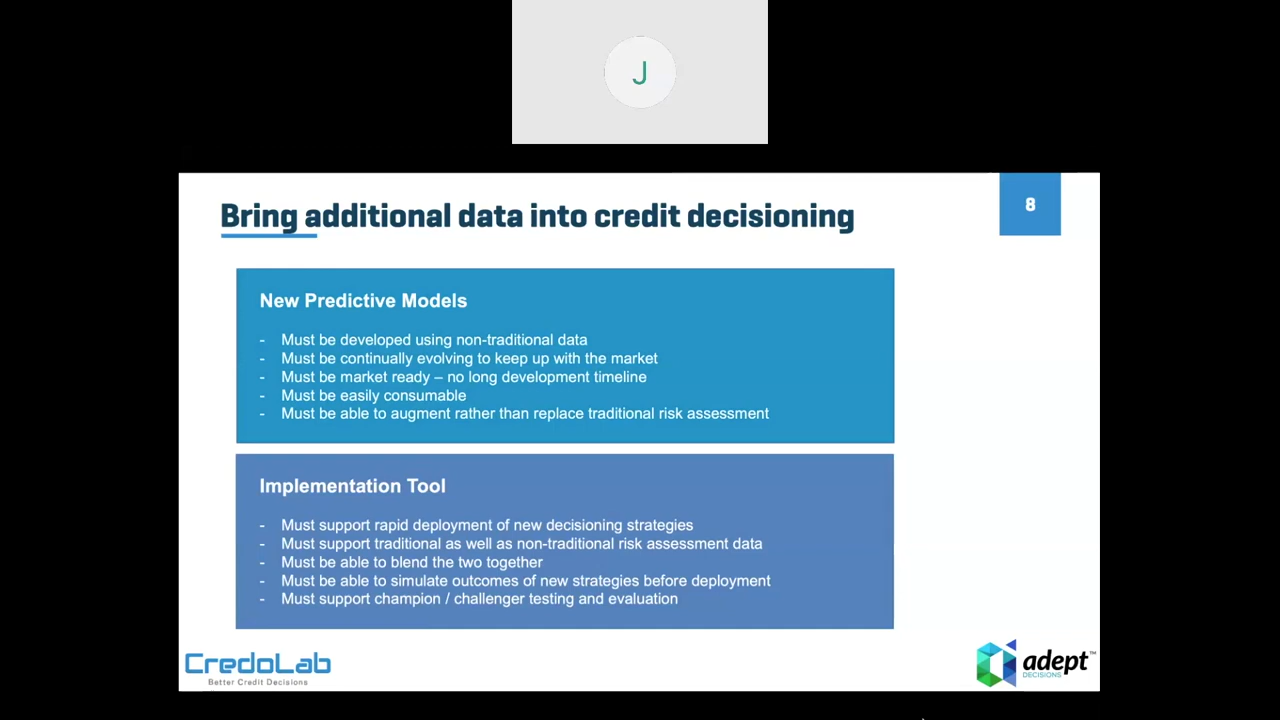 J
Bring additional data into credit decisioning
8
New Predictive Models
- Must be developed using non-traditional data
- Must be continually evolving to keep up with the market
- Must be market ready – no long development timeline
- Must be easily consumable
- Must be able to augment rather than replace traditional risk assessment
Implementation Tool
- Must support rapid deployment of new decisioning strategies
- Must support traditional as well as non-traditional risk assessment data
- Must be able to blend the two together
- Must be able to simulate outcomes of new strategies before deployment
- Must support champion / challenger testing and evaluation
CredoLab
Better Credit Decisions
adept™
DECISIONS